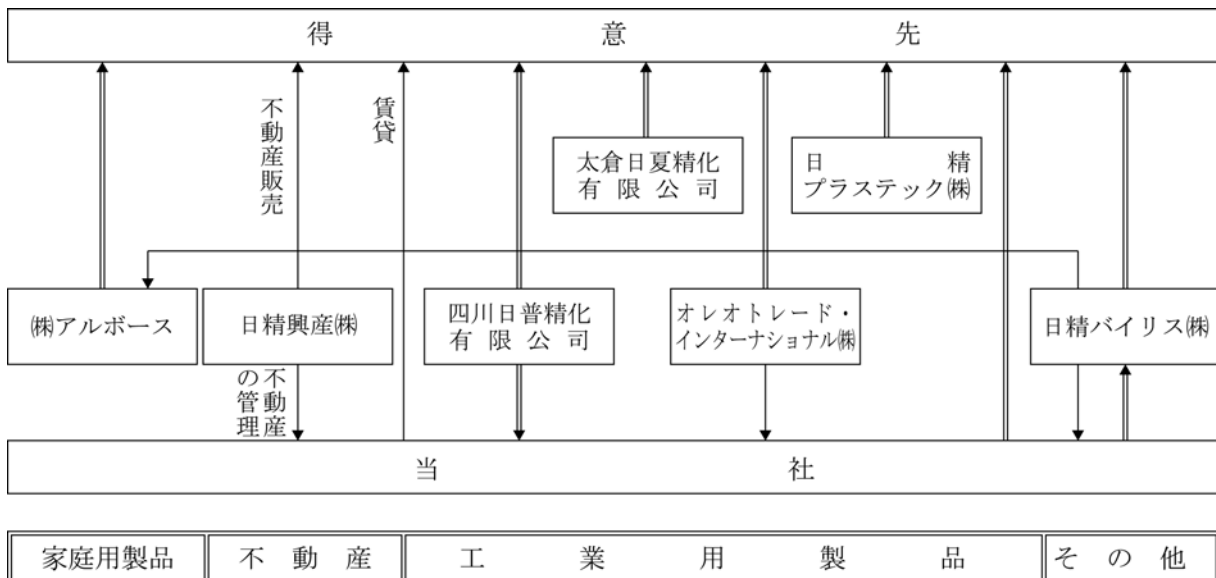 得意先
不動産販売
賃貸
太倉日夏精化
有限公司
日精
プラステック㈱
㈱アルボース
日精興産㈱
四川日普精化
有限公司
オレオトレード・
インターナショナル㈱
日精バイリス㈱
不動産
の管理
当社
家庭用製品
不動産
工業用製品
その他